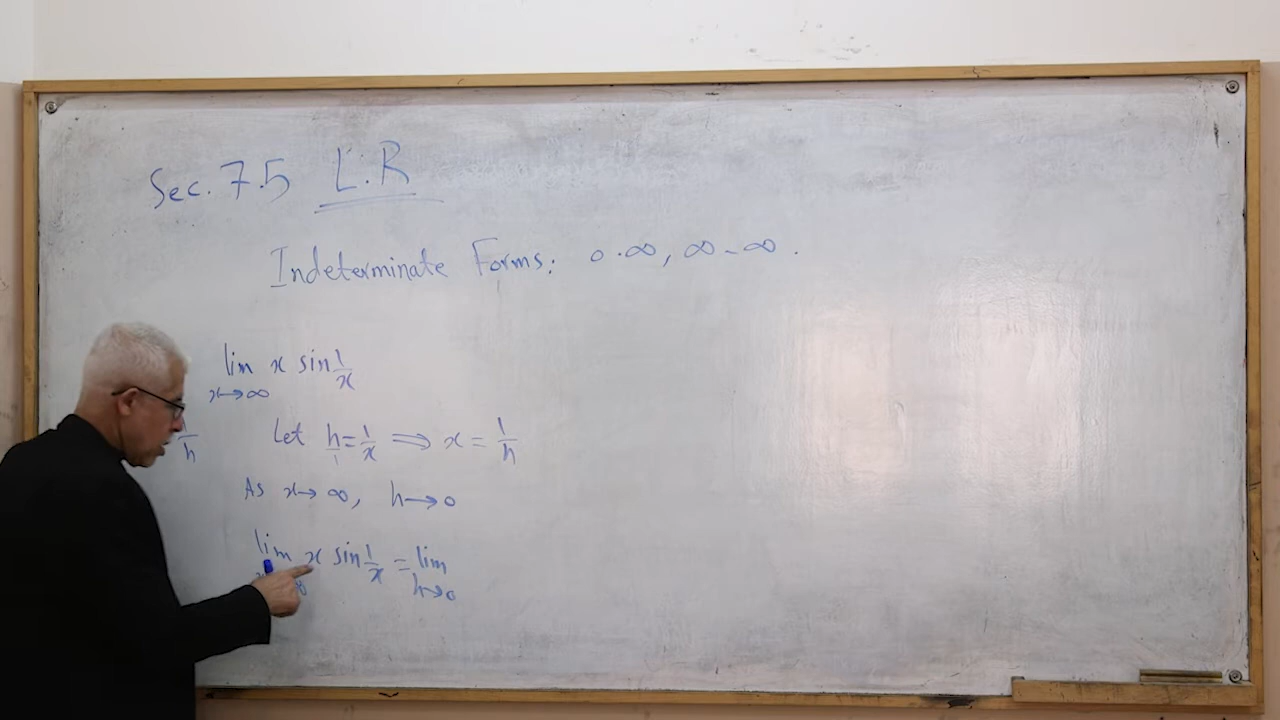 Sec. 7.5 L.R
Indeterminate Forms: 0·∞, ∞-∞.
lim x→∞ x sin 1/x
Let h = 1/x ⟹ x = 1/h
As x→∞, h→0
lim x sin 1/x = lim h→0